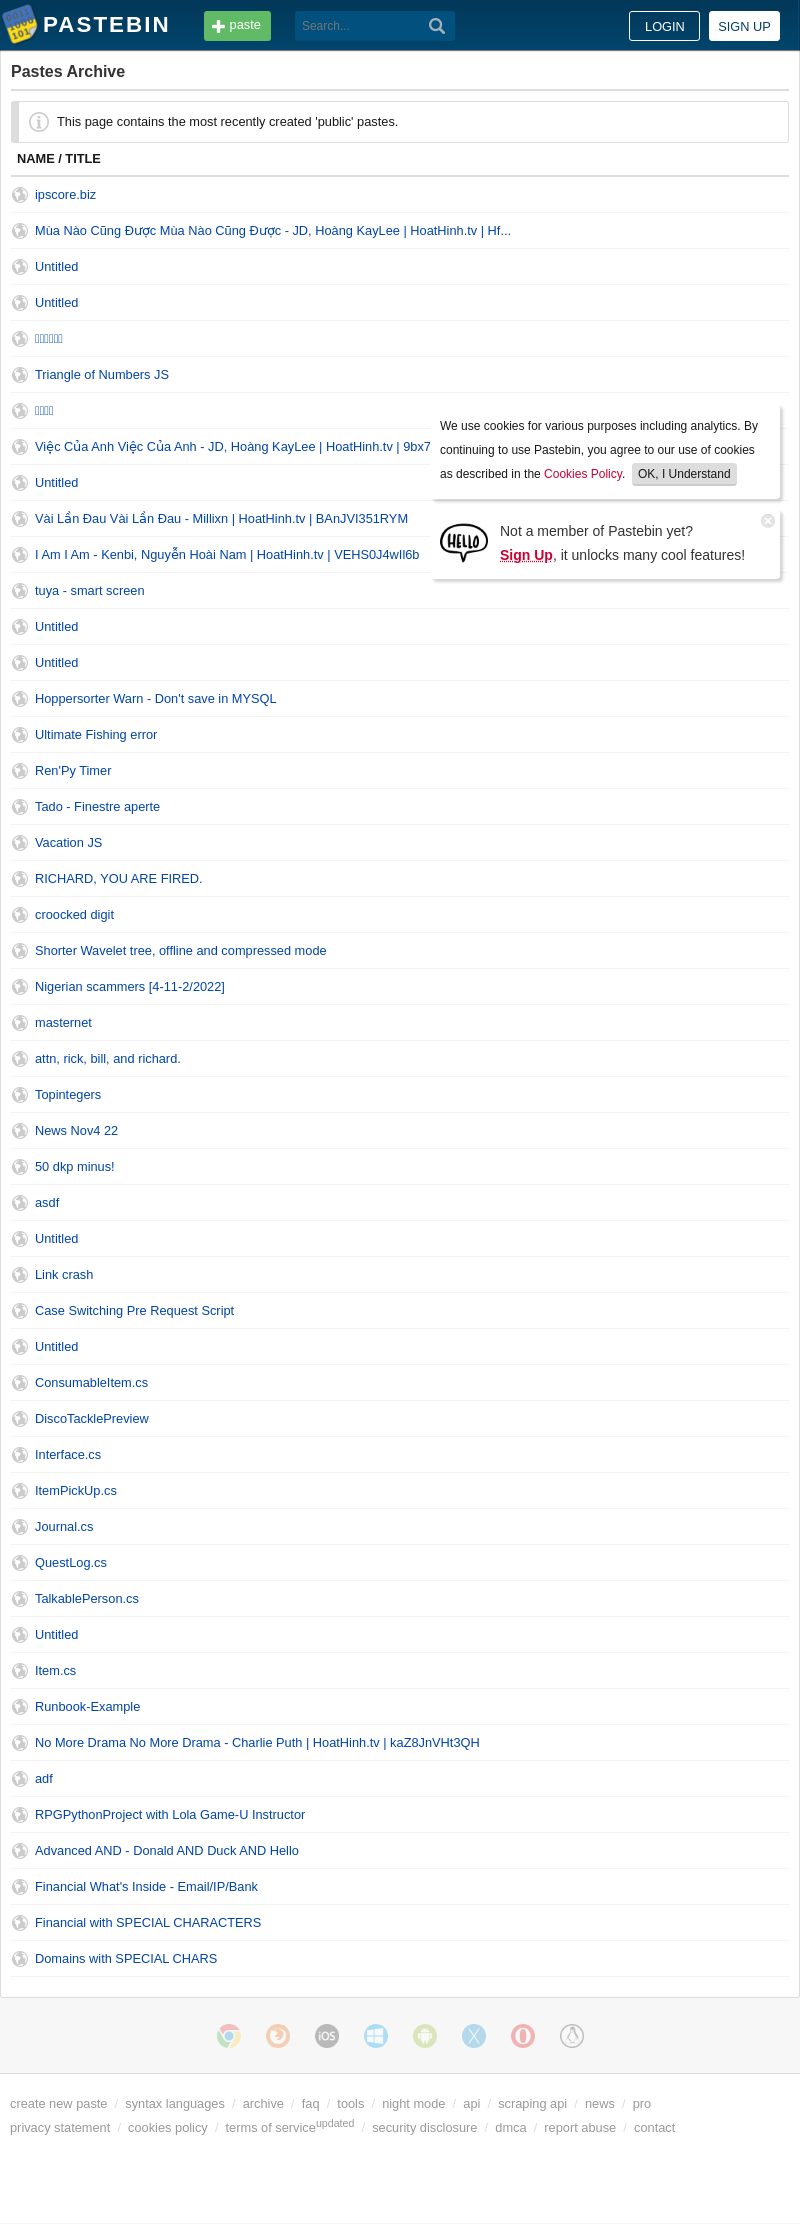 PASTEBIN paste Search... LOGIN SIGN UP
Pastes Archive
This page contains the most recently created 'public' pastes.
NAME / TITLE
ipscore.biz
Mùa Nào Cũng Được Mùa Nào Cũng Được - JD, Hoàng KayLee | HoatHinh.tv | Hf...
Untitled
Untitled
Triangle of Numbers JS
Việc Của Anh Việc Của Anh - JD, Hoàng KayLee | HoatHinh.tv | 9bx7
Untitled
Vài Lần Đau Vài Lần Đau - Millixn | HoatHinh.tv | BAnJVI351RYM
I Am I Am - Kenbi, Nguyễn Hoài Nam | HoatHinh.tv | VEHS0J4wIl6b
We use cookies for various purposes including analytics. By
continuing to use Pastebin, you agree to our use of cookies
as described in the Cookies Policy. OK, I Understand
HELLO
Not a member of Pastebin yet?
Sign Up, it unlocks many cool features!
tuya - smart screen
Untitled
Untitled
Hoppersorter Warn - Don't save in MYSQL
Ultimate Fishing error
Ren'Py Timer
Tado - Finestre aperte
Vacation JS
RICHARD, YOU ARE FIRED.
croocked digit
Shorter Wavelet tree, offline and compressed mode
Nigerian scammers [4-11-2/2022]
masternet
attn, rick, bill, and richard.
Topintegers
News Nov4 22
50 dkp minus!
asdf
Untitled
Link crash
Case Switching Pre Request Script
Untitled
ConsumableItem.cs
DiscoTacklePreview
Interface.cs
ItemPickUp.cs
Journal.cs
QuestLog.cs
TalkablePerson.cs
Untitled
Item.cs
Runbook-Example
No More Drama No More Drama - Charlie Puth | HoatHinh.tv | kaZ8JnVHt3QH
adf
RPGPythonProject with Lola Game-U Instructor
Advanced AND - Donald AND Duck AND Hello
Financial What's Inside - Email/IP/Bank
Financial with SPECIAL CHARACTERS
Domains with SPECIAL CHARS
iOS
create new paste / syntax languages / archive / faq / tools / night mode / api / scraping api / news / pro
privacy statement / cookies policy / terms of service updated / security disclosure / dmca / report abuse / contact